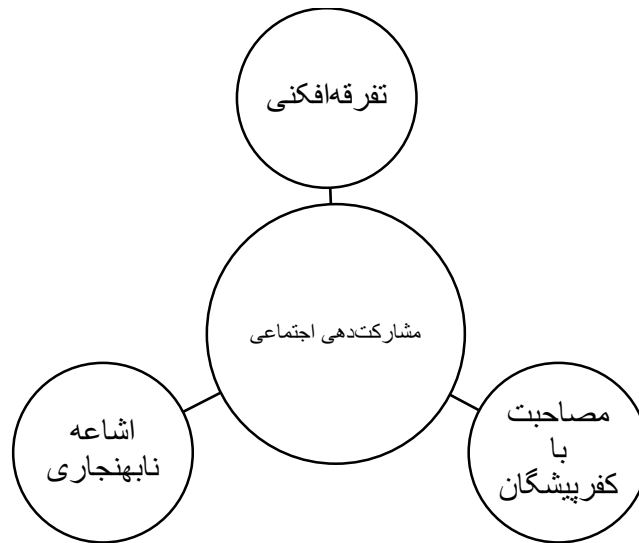 تفرقه‌افکنی
مشارکت‌دهی اجتماعی
مصاحبت
با
کفرپیشگان
اشاعه
نابهنجاری